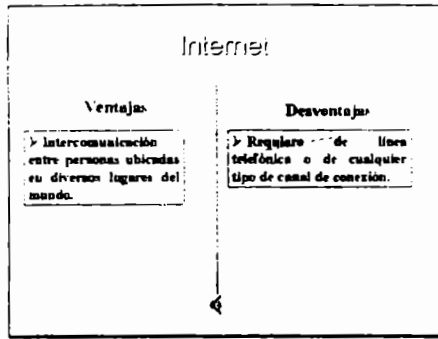 Internet
Ventajas
➢ Intercomunicación
entre personas ubicadas
en diversos lugares del
mundo.
Desventajas
➢ Requiere de línea
telefónica o de cualquier
tipo de canal de conexión.